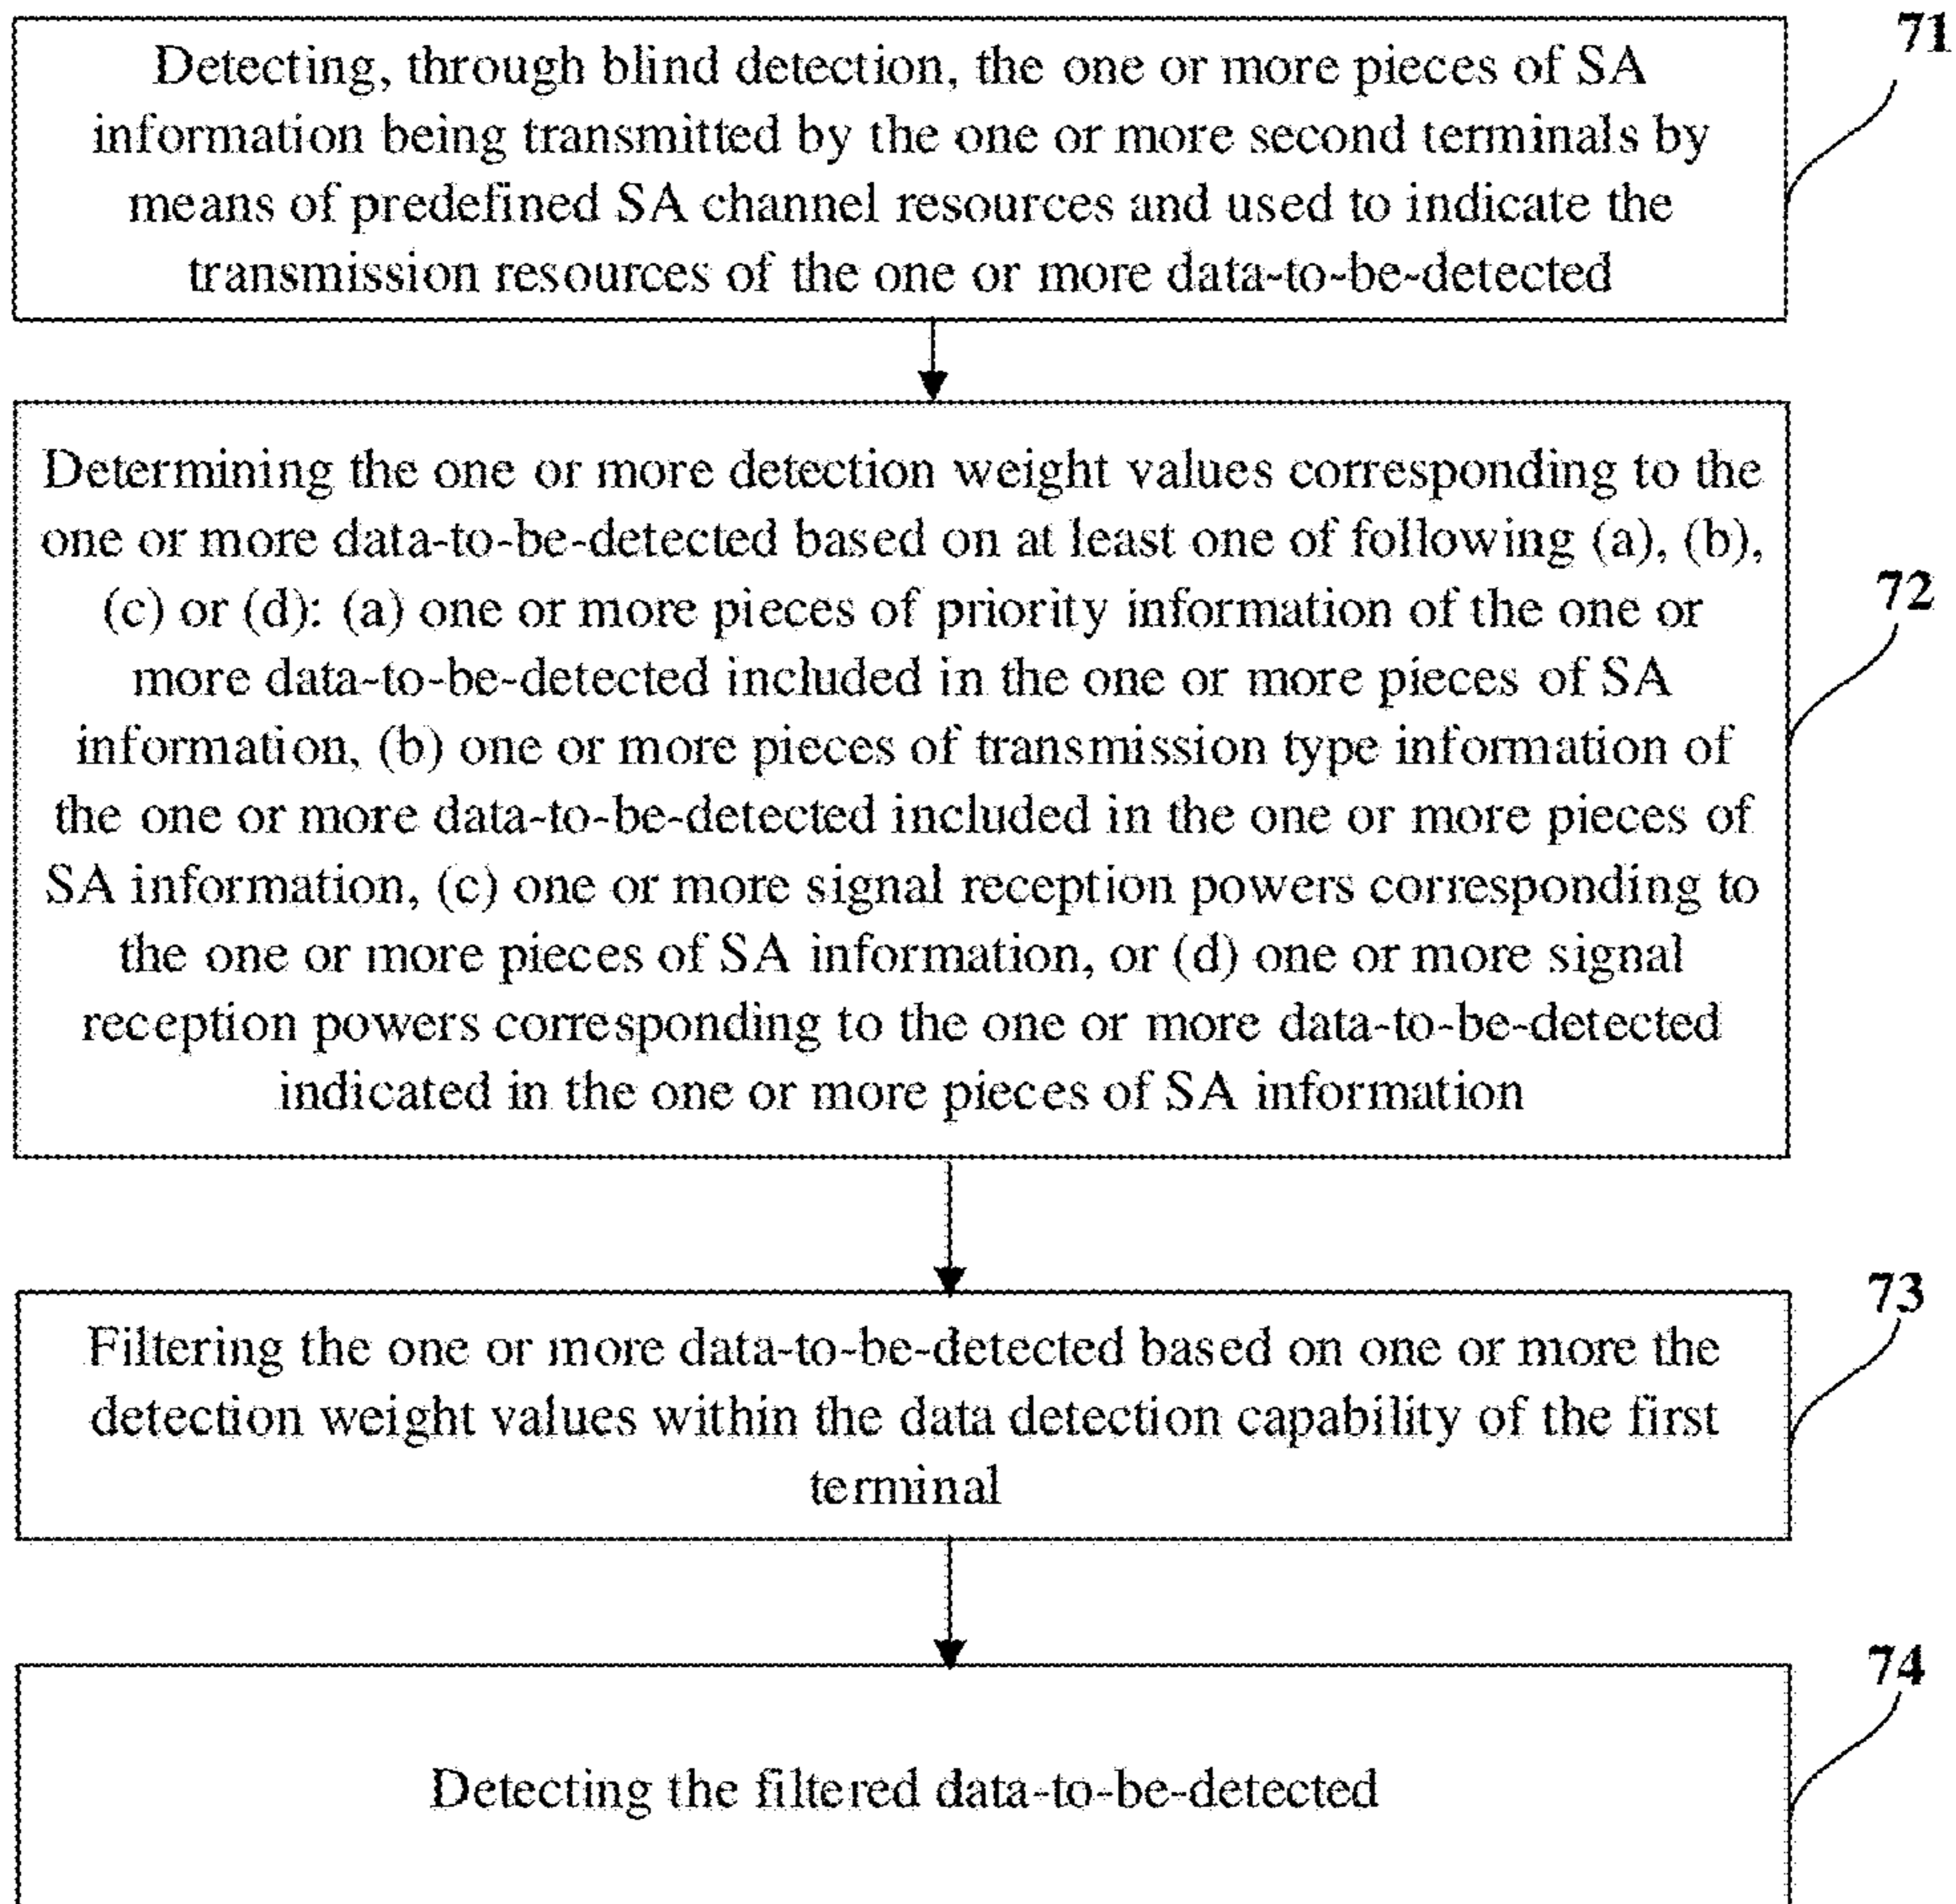 71
Detecting, through blind detection, the one or more pieces of SA
information being transmitted by the one or more second terminals by
means of predefined SA channel resources and used to indicate the
transmission resources of the one or more data-to-be-detected
72
Determining the one or more detection weight values corresponding to the
one or more data-to-be-detected based on at least one of following (a), (b),
(c) or (d): (a) one or more pieces of priority information of the one or
more data-to-be-detected included in the one or more pieces of SA
information, (b) one or more pieces of transmission type information of
the one or more data-to-be-detected included in the one or more pieces of
SA information, (c) one or more signal reception powers corresponding to
the one or more pieces of SA information, or (d) one or more signal
reception powers corresponding to the one or more data-to-be-detected
indicated in the one or more pieces of SA information
73
Filtering the one or more data-to-be-detected based on one or more the
detection weight values within the data detection capability of the first
terminal
74
Detecting the filtered data-to-be-detected